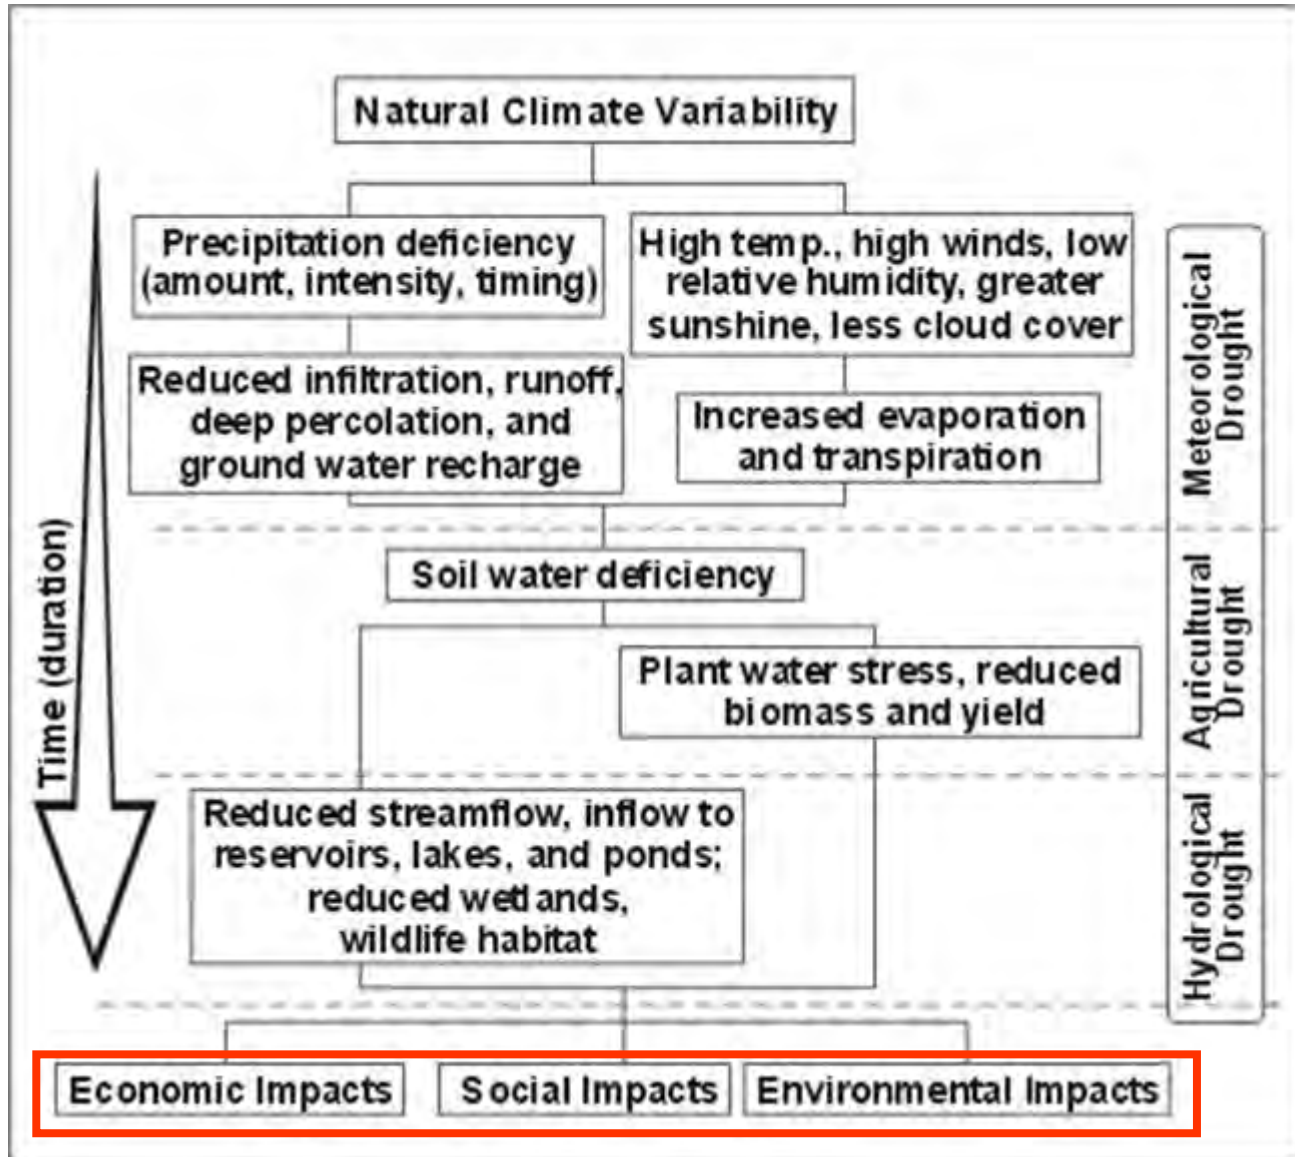 Natural Climate Variability
Precipitation deficiency
(amount, intensity, timing)
High temp., high winds, low
relative humidity, greater
sunshine, less cloud cover
Reduced infiltration, runoff,
deep percolation, and
ground water recharge
Increased evaporation
and transpiration
Meteorological
Drought
Time (duration)
Soil water deficiency
Plant water stress, reduced
biomass and yield
Agricultural
Drought
Reduced streamflow, inflow to
reservoirs, lakes, and ponds;
reduced wetlands,
wildlife habitat
Hydrological
Drought
Economic Impacts
Social Impacts
Environmental Impacts